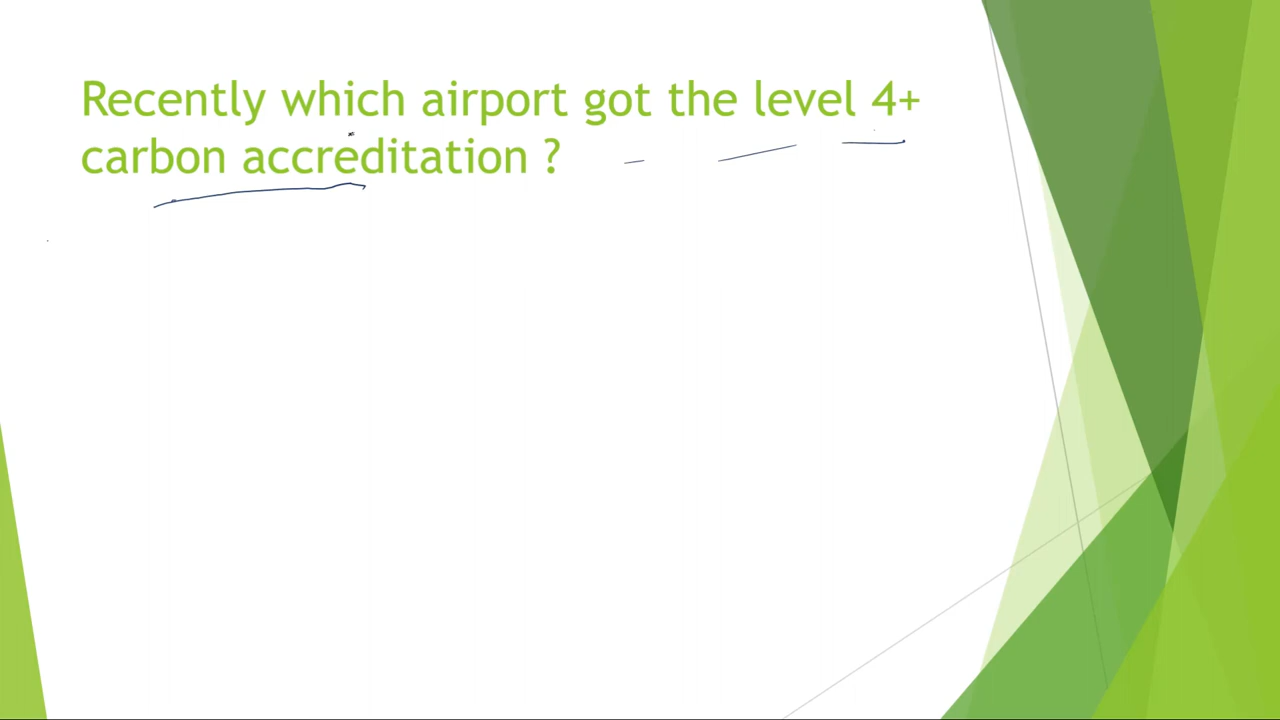 Recently which airport got the level 4+
carbon accreditation ?